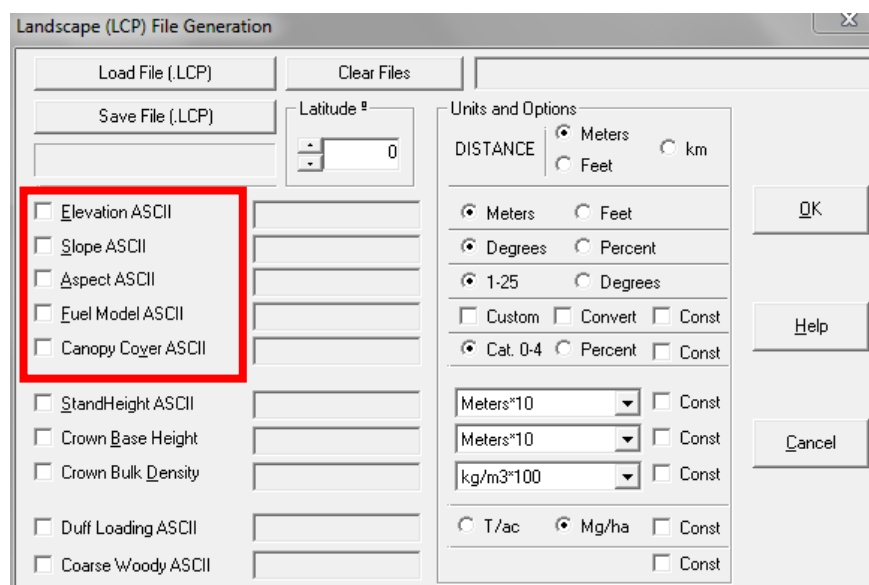 Landscape (LCP) File Generation
Load File (.LCP) Clear Files
Save File (.LCP) Latitude º Units and Options
0 DISTANCE Meters km
Feet
Elevation ASCII Meters Feet OK
Slope ASCII Degrees Percent
Aspect ASCII 1-25 Degrees
Fuel Model ASCII Custom Convert Const Help
Canopy Cover ASCII Cat. 0-4 Percent Const
StandHeight ASCII Meters*10 Const
Crown Base Height Meters*10 Const Cancel
Crown Bulk Density kg/m3*100 Const
Duff Loading ASCII T/ac Mg/ha Const
Coarse Woody ASCII Const